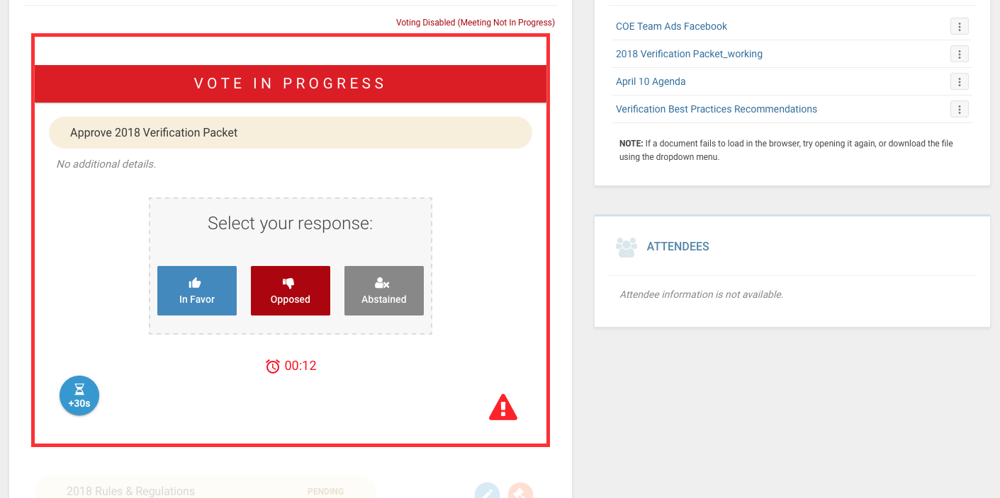 Voting Disabled (Meeting Not In Progress)
VOTE IN PROGRESS
Approve 2018 Verification Packet
No additional details.
Select your response:
In Favor
Opposed
Abstained
00:12
+30s
2018 Rules & Regulations
PENDING
COE Team Ads Facebook
2018 Verification Packet_working
April 10 Agenda
Verification Best Practices Recommendations
NOTE: If a document fails to load in the browser, try opening it again, or download the file
using the dropdown menu.
ATTENDEES
Attendee information is not available.